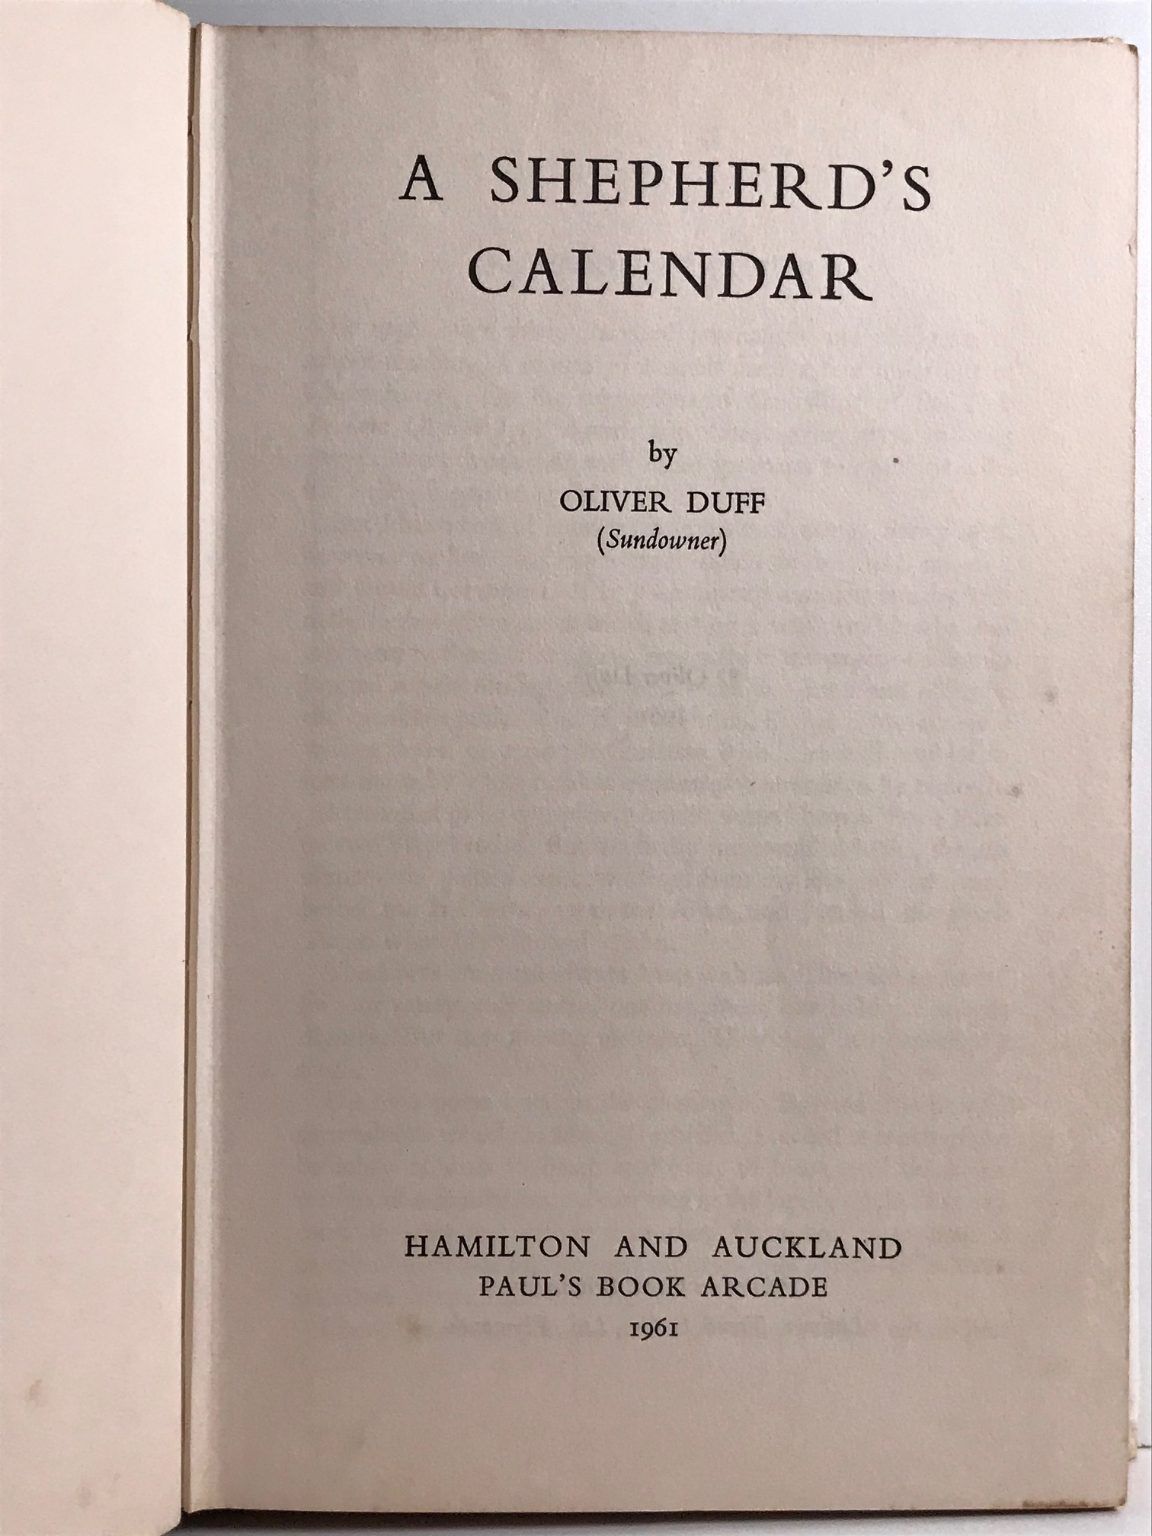 A SHEPHERD'S
CALENDAR
by
OLIVER DUFF
(Sundowner)
HAMILTON AND AUCKLAND
PAUL'S BOOK ARCADE
1961